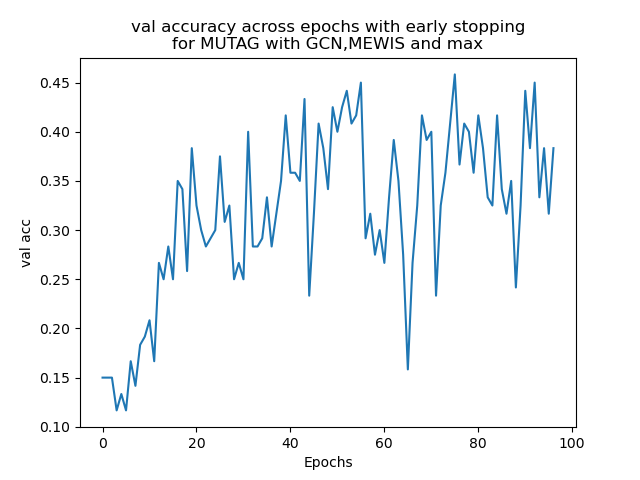 val accuracy across epochs with early stopping
for MUTAG with GCN,MEWIS and max
0.45
0.40
0.35
0.30
0.25
0.20
0.15
0.10
val acc
0 20 40 60 80 100
Epochs